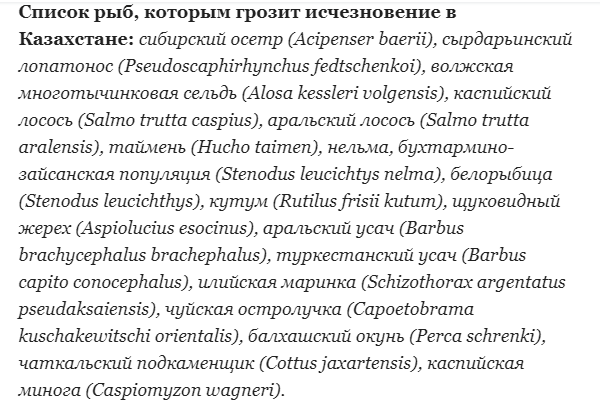 Список рыб, которым грозит исчезновение в
Казахстане: сибирский осетр (Acipenser baerii), сырдарьинский
лопатонос (Pseudoscaphirhynchus fedtschenkoi), волжская
многотычинковая сельдь (Alosa kessleri volgensis), каспийский
лосось (Salmo trutta caspius), аральский лосось (Salmo trutta
aralensis), таймень (Hucho taimen), нельма, бухтармино-
зайсанская популяция (Stenodus leucichtys nelma), белорыбица
(Stenodus leucichthys), кутум (Rutilus frisii kutum), щуковидный
жерех (Aspiolucius esocinus), аральский усач (Barbus
brachycephalus brachephalus), туркестанский усач (Barbus
capito conocephalus), илийская маринка (Schizothorax argentatus
pseudaksaiensis), чуйская остролучка (Capoetobrama
kuschakewitschi orientalis), балхашский окунь (Perca schrenki),
чаткальский подкаменщик (Cottus jaxartensis), каспийская
минога (Caspiomyzon wagneri).